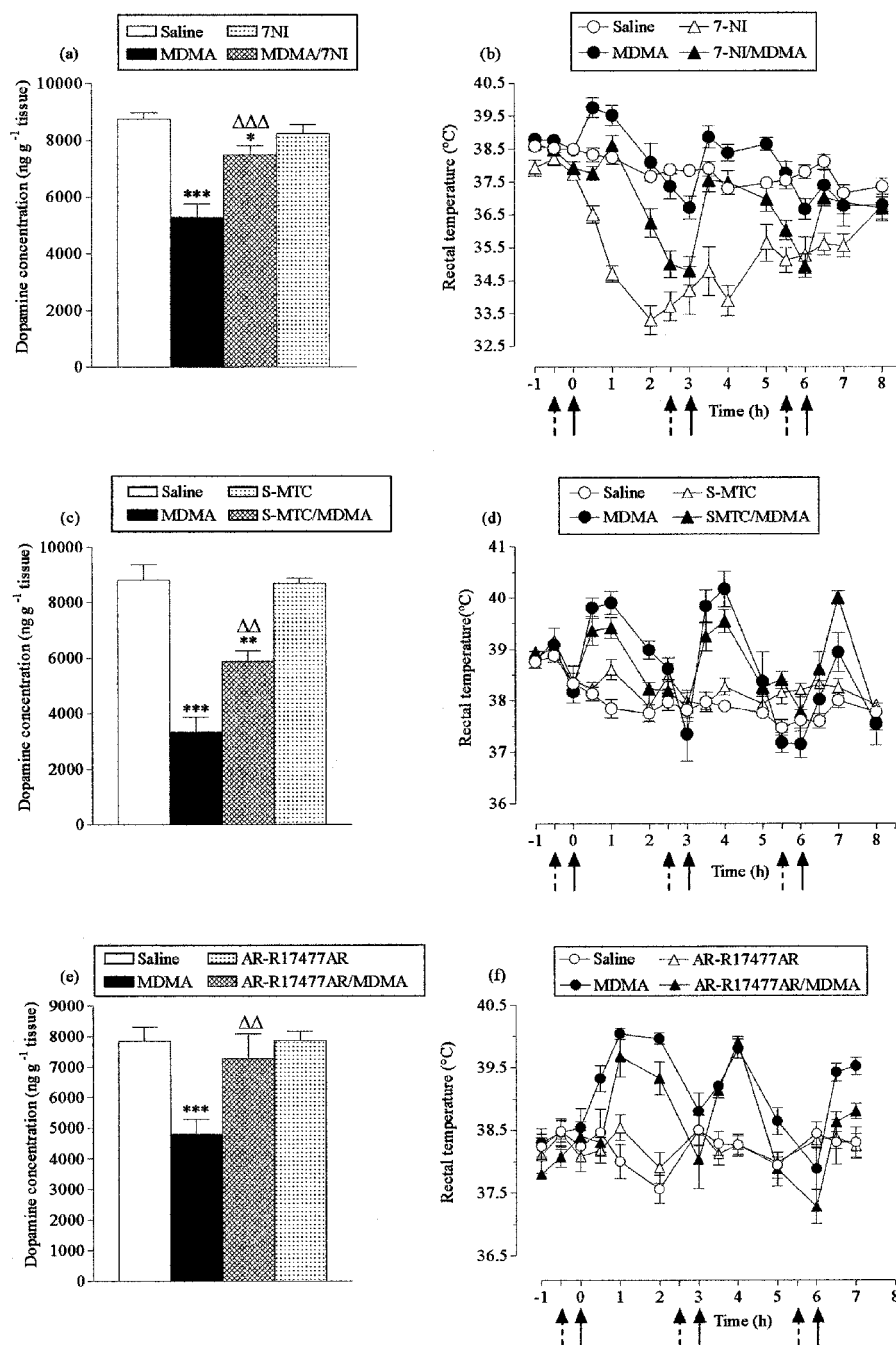 (a)
Saline 7NI
MDMA MDMA/7NI
Dopamine concentration (ng g -1 tissue)
10000
8000
6000
4000
2000
0
***
ΔΔΔ
*
(b)
Saline 7-NI
MDMA 7-NI/MDMA
Rectal temperature (°C)
40.5
39.5
38.5
37.5
36.5
35.5
34.5
33.5
32.5
-1 0 1 2 3 4 5 6 7 8
Time (h)
(c)
Saline S-MTC
MDMA S-MTC/MDMA
Dopamine concentration (ng g -1 tissue)
10000
8000
6000
4000
2000
0
***
ΔΔ
**
(d)
Saline S-MTC
MDMA SMTC/MDMA
Rectal temperature(°C)
41
40
39
38
37
36
-1 0 1 2 3 4 5 6 7 8
Time (h)
(e)
Saline AR-R17477AR
MDMA AR-R17477AR/MDMA
Dopamine concentration (ng g -1 tissue)
9000
8000
7000
6000
5000
4000
3000
2000
1000
0
***
ΔΔ
(f)
Saline AR-R17477AR
MDMA AR-R17477AR/MDMA
Rectal temperature (°C)
40.5
39.5
38.5
37.5
36.5
-1 0 1 2 3 4 5 6 7 8
Time (h)